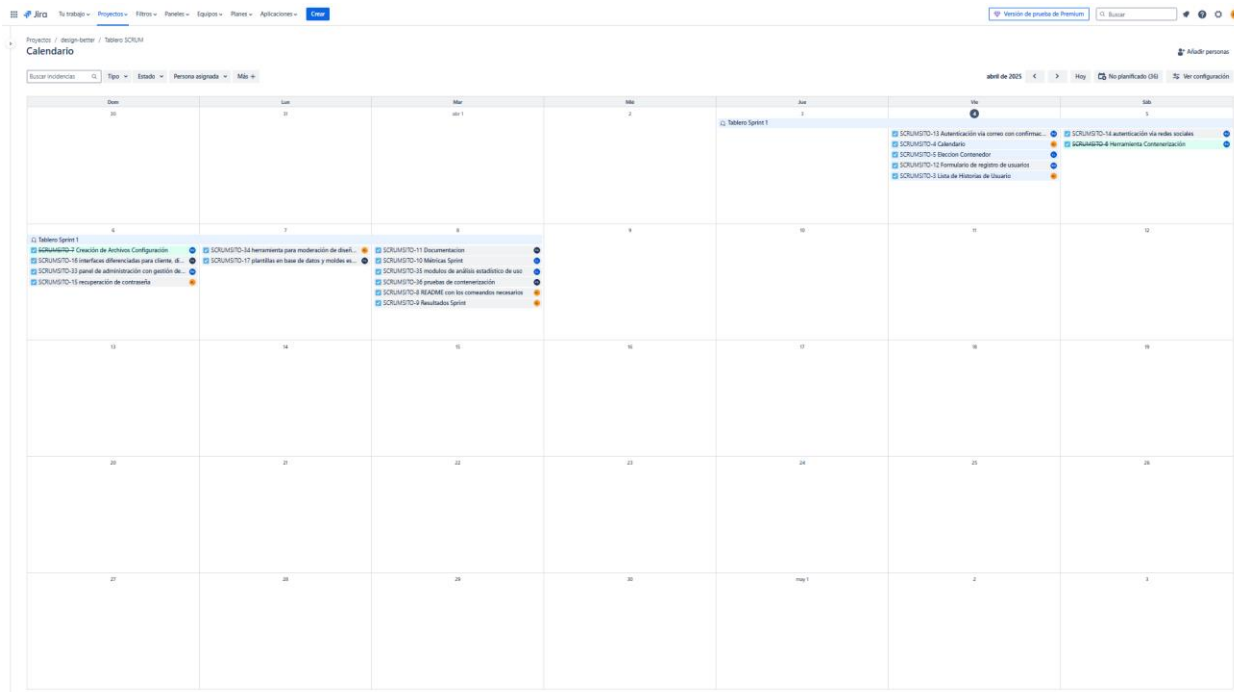 Jira Tu trabajo Proyectos Filtros Paneles Equipos Planes Aplicaciones Crear Versión de prueba de Premium Buscar
Proyectos / design-better / Tablero SCRUM
Calendario
Añadir personas
Buscar incidencias Tipo Estado Persona asignada Más + abril de 2025 < > Hoy No planificado (36) Ver configuración
Dom Lun Mar Mié Jue Vie Sáb
30 31 abr 1 2 3 4 5
Tablero Sprint 1
SCRUMSITO-13 Autenticación via correo con confirmac... SCRUMSITO-14 autenticación via redes sociales
SCRUMSITO-4 Calendario SCRUMSITO-6 Herramienta Contenerización
SCRUMSITO-5 Eleccion Contenedor
SCRUMSITO-12 Formulario de registro de usuarios
SCRUMSITO-3 Lista de Historias de Usuario
6 7 8 9 10 11 12
Tablero Sprint 1
SCRUMSITO-7 Creación de Archivos Configuración SCRUMSITO-34 herramienta para moderación de diseñ... SCRUMSITO-11 Documentacion
SCRUMSITO-16 interfaces diferenciadas para cliente, di... SCRUMSITO-17 plantillas en base de datos y moldes es... SCRUMSITO-10 Métricas Sprint
SCRUMSITO-33 panel de administración con gestión de... SCRUMSITO-35 modulos de análisis estadístico de uso
SCRUMSITO-15 recuperación de contraseña SCRUMSITO-36 pruebas de contenerización
SCRUMSITO-8 README con los comeandos necesarios
SCRUMSITO-9 Resultados Sprint
13 14 15 16 17 18 19
20 21 22 23 24 25 26
27 28 29 30 may 1 2 3